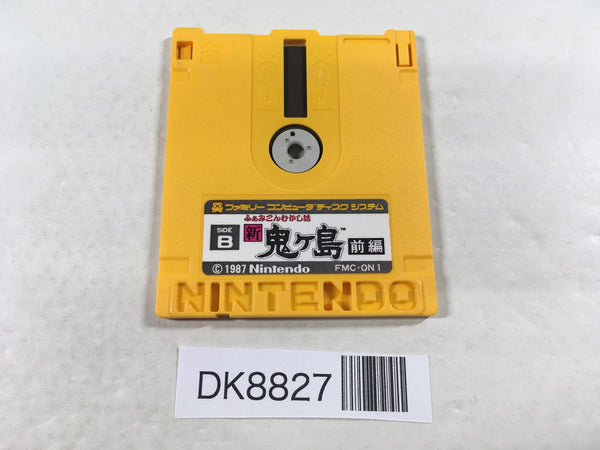 ファミリー コンピュータ ディスク システム
ふぁみこんむかし話
SIDE B 新 鬼ヶ島™ 前編
© 1987 Nintendo FMC-ON1
NINTENDO
DK8827